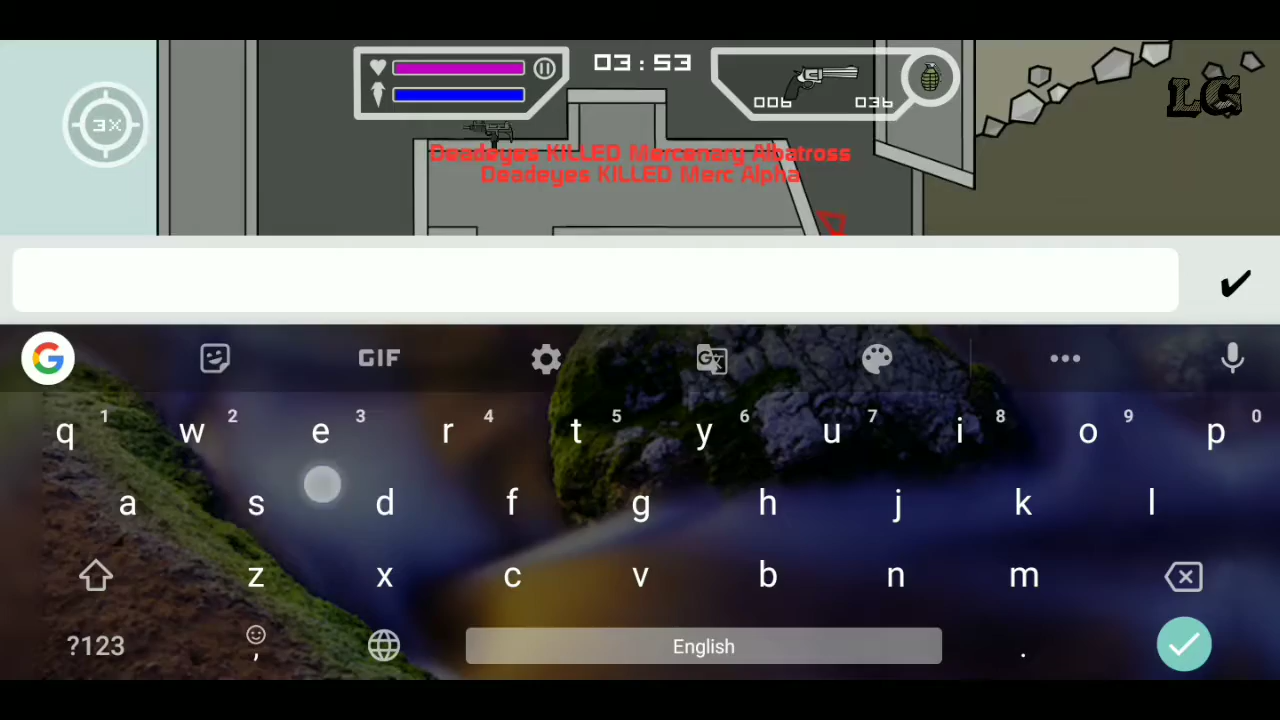 3X
03:53
006 036
LG
Deadeyes KILLED Mercenary Albatross
Deadeyes KILLED Merc Alpha
G GIF G
1 2 3 4 5 6 7 8 9 0
q w e r t y u i o p
a s d f g h j k l
z x c v b n m
?123 , English .